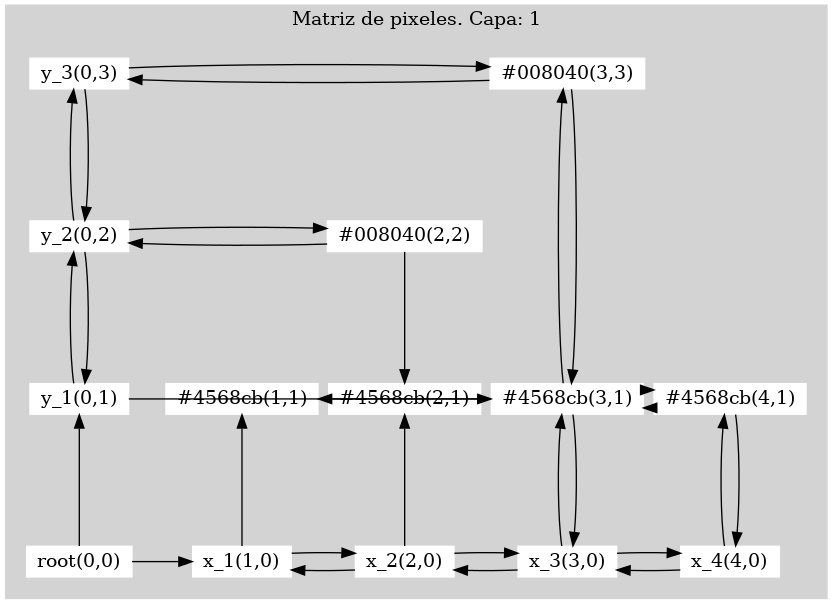 Matriz de pixeles. Capa: 1
y_3(0,3) #008040(3,3)
y_2(0,2) #008040(2,2)
y_1(0,1) #4568cb(1,1) #4568cb(2,1) #4568cb(3,1) #4568cb(4,1)
root(0,0) x_1(1,0) x_2(2,0) x_3(3,0) x_4(4,0)